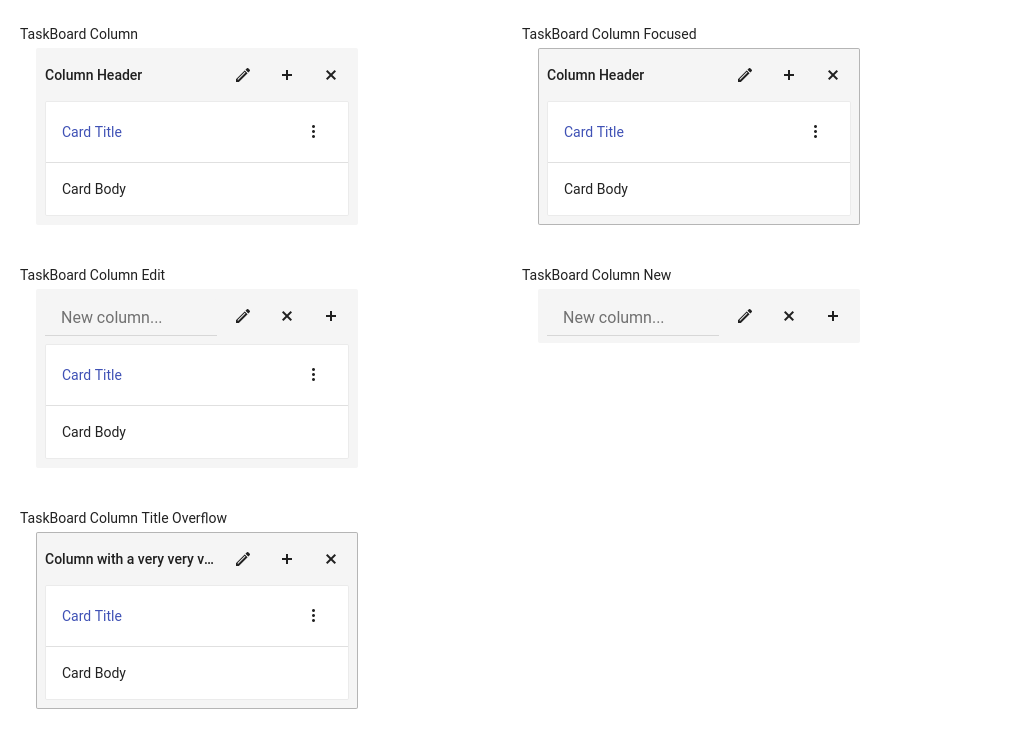 TaskBoard Column
Column Header
Card Title
Card Body
TaskBoard Column Focused
Column Header
Card Title
Card Body
TaskBoard Column Edit
New column...
Card Title
Card Body
TaskBoard Column New
New column...
TaskBoard Column Title Overflow
Column with a very very v...
Card Title
Card Body